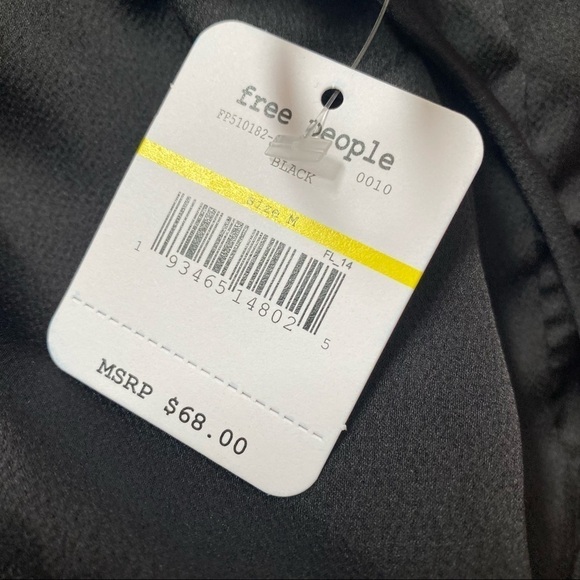 free people
FP510182-
BLACK 0010
Size M
FL_14
1 93465 14802 5
MSRP $68.00